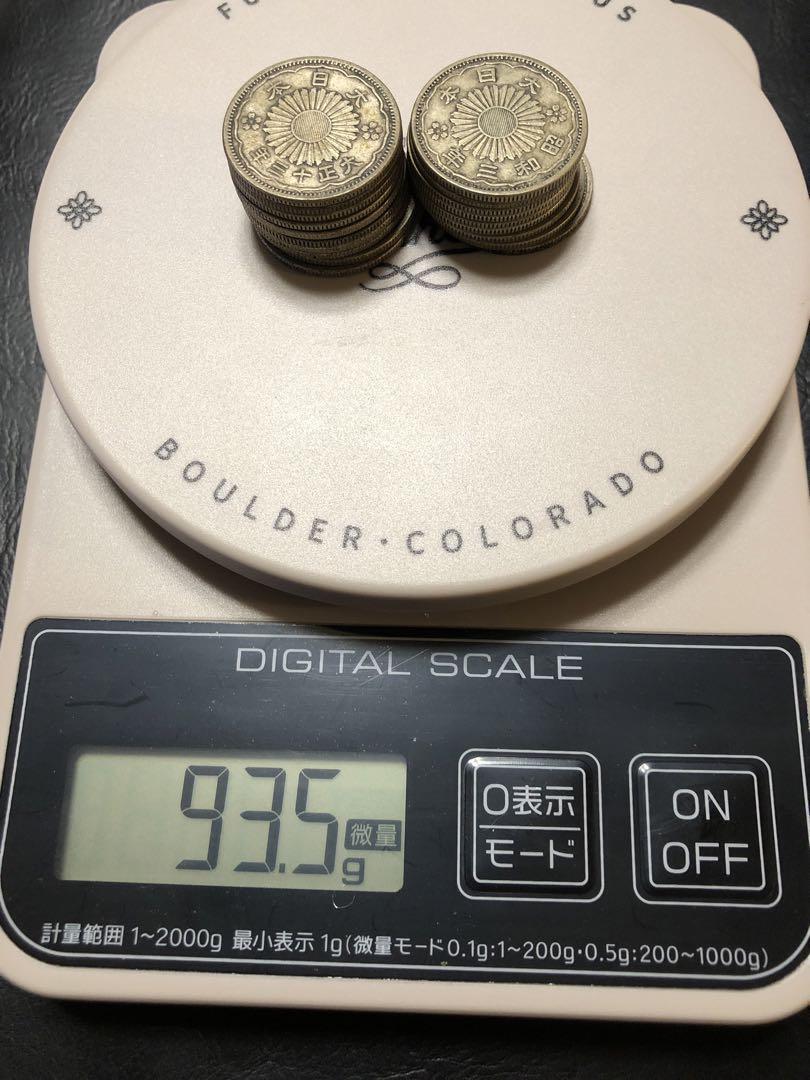 大日本
大正十三年
大日本
昭和三年
BOULDER・COLORADO
DIGITAL SCALE
93.5 微量 g
0表示
モード
ON
OFF
計量範囲 1~2000g 最小表示 1g(微量モード 0.1g:1~200g・0.5g:200~1000g)